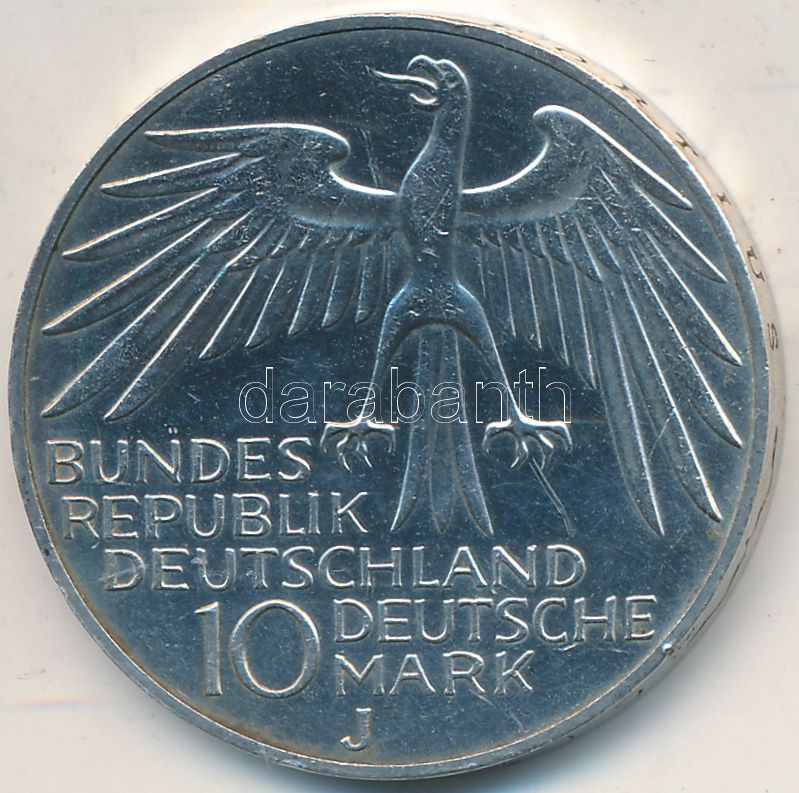 darabanth
BUNDES
REPUBLIK
DEUTSCHLAND
10 DEUTSCHE
MARK
J